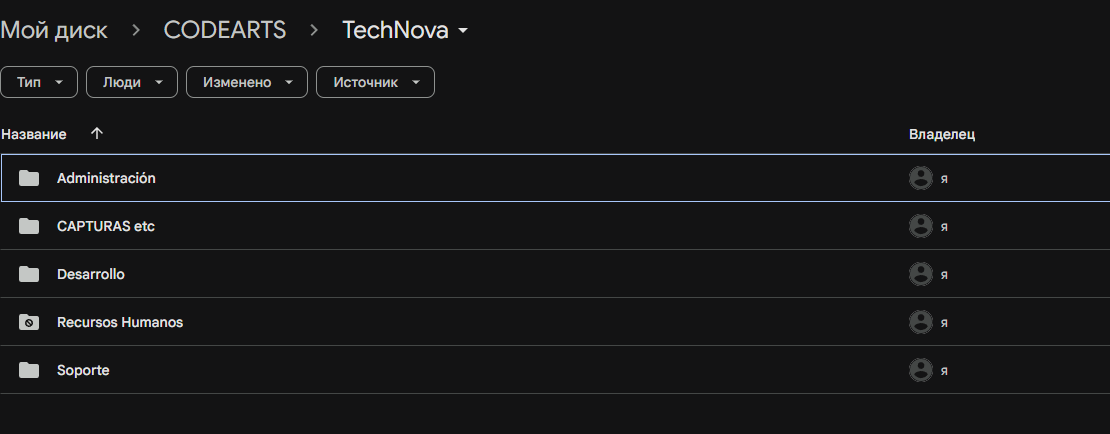 Мой диск > CODEARTS > TechNova
Тип Люди Изменено Источник
Название Владелец
Administración я
CAPTURAS etc я
Desarrollo я
Recursos Humanos я
Soporte я